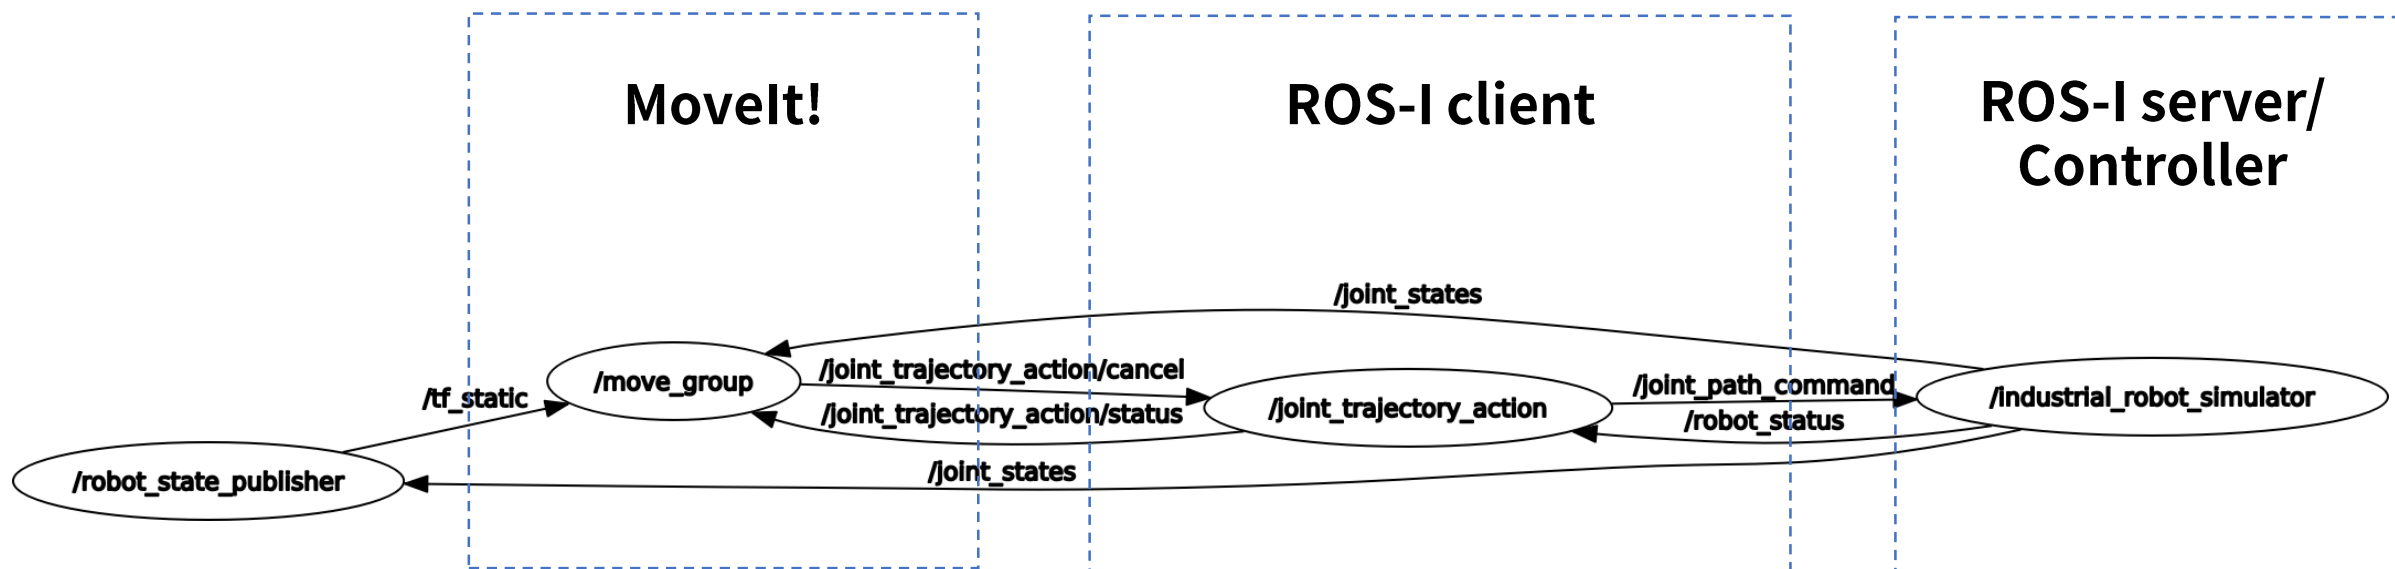 MoveIt!
ROS-I client
ROS-I server/
Controller
/joint_states
/joint_trajectory_action/cancel
/tf_static
/move_group
/joint_path_command
/joint_trajectory_action/status
/joint_trajectory_action
/industrial_robot_simulator
/robot_status
/joint_states
/robot_state_publisher